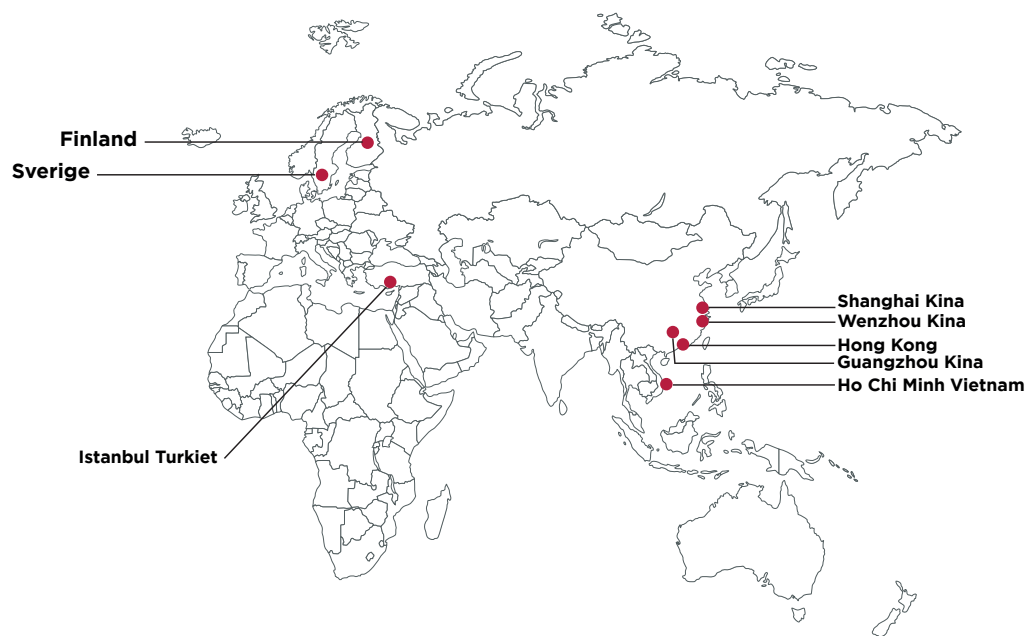 Finland
Sverige
Shanghai Kina
Wenzhou Kina
Hong Kong
Guangzhou Kina
Ho Chi Minh Vietnam
Istanbul Turkiet